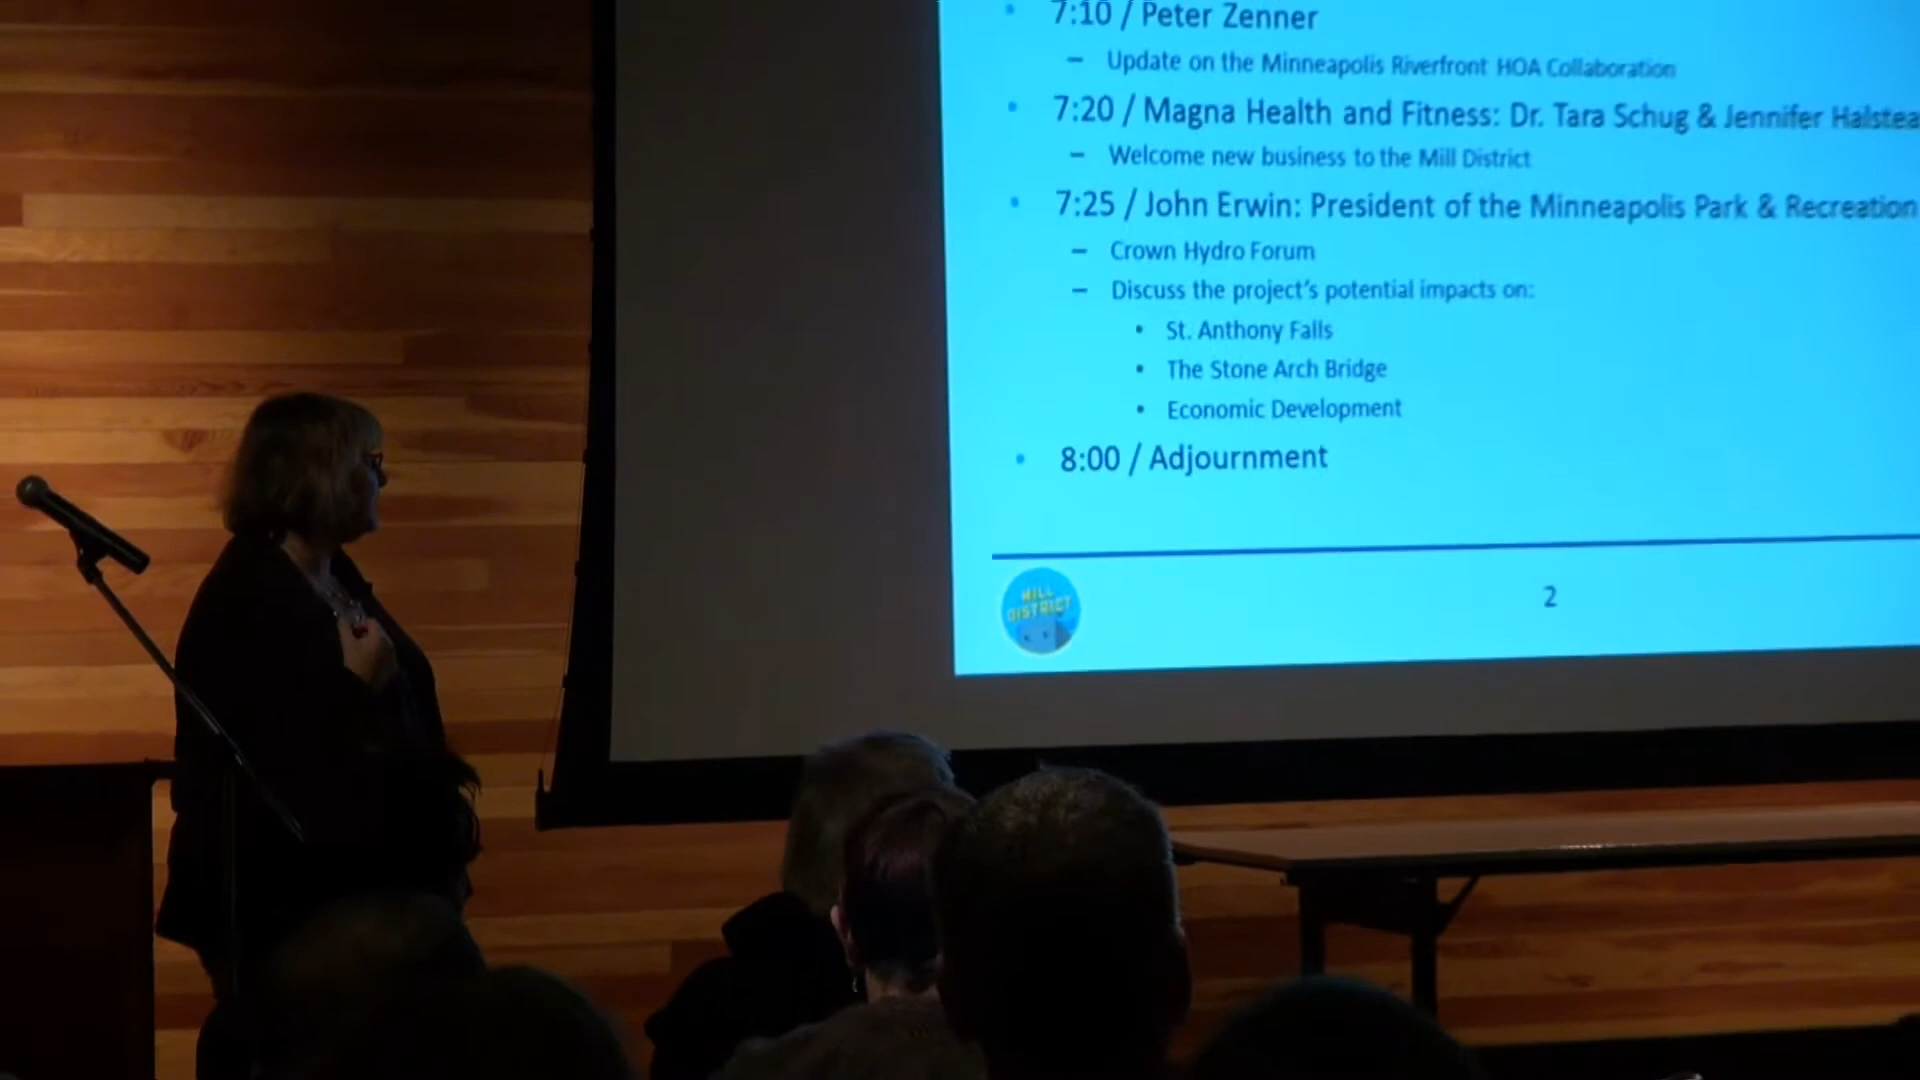 • 7:10 / Peter Zenner
– Update on the Minneapolis Riverfront HOA Collaboration
• 7:20 / Magna Health and Fitness: Dr. Tara Schug & Jennifer Halstea
– Welcome new business to the Mill District
• 7:25 / John Erwin: President of the Minneapolis Park & Recreation
– Crown Hydro Forum
– Discuss the project's potential impacts on:
• St. Anthony Falls
• The Stone Arch Bridge
• Economic Development
• 8:00 / Adjournment
MILL
DISTRICT
2